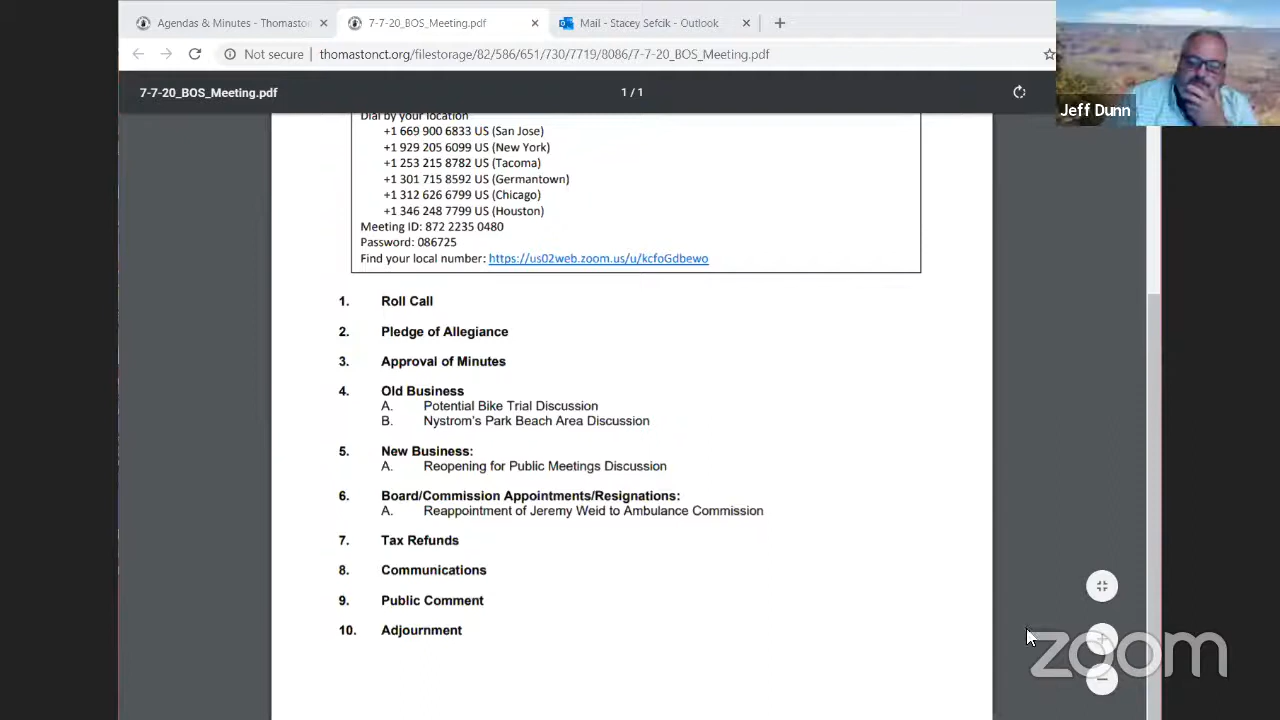 Agendas & Minutes - Thomaston
7-7-20_BOS_Meeting.pdf
Mail - Stacey Sefcik - Outlook
Not secure
thomastonct.org/filestorage/82/586/651/730/7719/8086/7-7-20_BOS_Meeting.pdf
7-7-20_BOS_Meeting.pdf
1 / 1
Jeff Dunn
Dial by your location
+1 669 900 6833 US (San Jose)
+1 929 205 6099 US (New York)
+1 253 215 8782 US (Tacoma)
+1 301 715 8592 US (Germantown)
+1 312 626 6799 US (Chicago)
+1 346 248 7799 US (Houston)
Meeting ID: 872 2235 0480
Password: 086725
Find your local number: https://us02web.zoom.us/u/kcfoGdbewo
1. Roll Call
2. Pledge of Allegiance
3. Approval of Minutes
4. Old Business
A. Potential Bike Trial Discussion
B. Nystrom's Park Beach Area Discussion
5. New Business:
A. Reopening for Public Meetings Discussion
6. Board/Commission Appointments/Resignations:
A. Reappointment of Jeremy Weid to Ambulance Commission
7. Tax Refunds
8. Communications
9. Public Comment
10. Adjournment
zoom